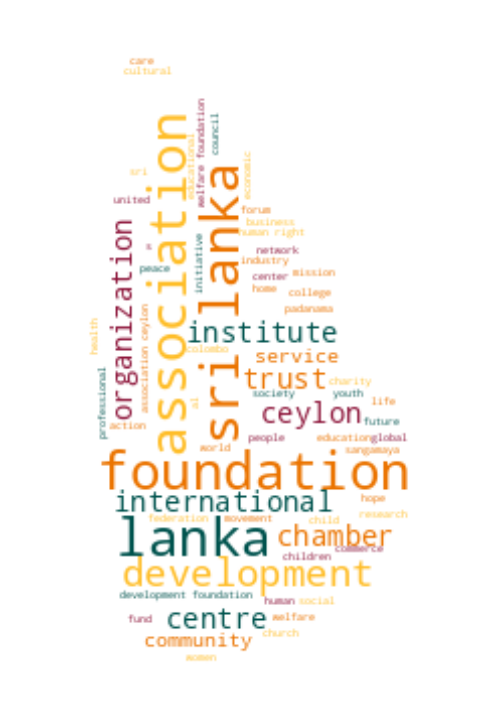 care
cultural
association
educational
welfare foundation
council
sri lanka
economic
sri
united
forum
business
human right
organization
s
peace
initiative
network
industry
center
mission
home
college
padanama
health
association ceylon
institute
colombo
service
trust
charity
professional
society
youth
al
ceylon
life
future
action
people
education
global
world
sangamaya
foundation
international
hope
research
federation
movement
child
lanka
chamber
commerce
children
development
development foundation
human
social
fund
centre
welfare
community
church
women